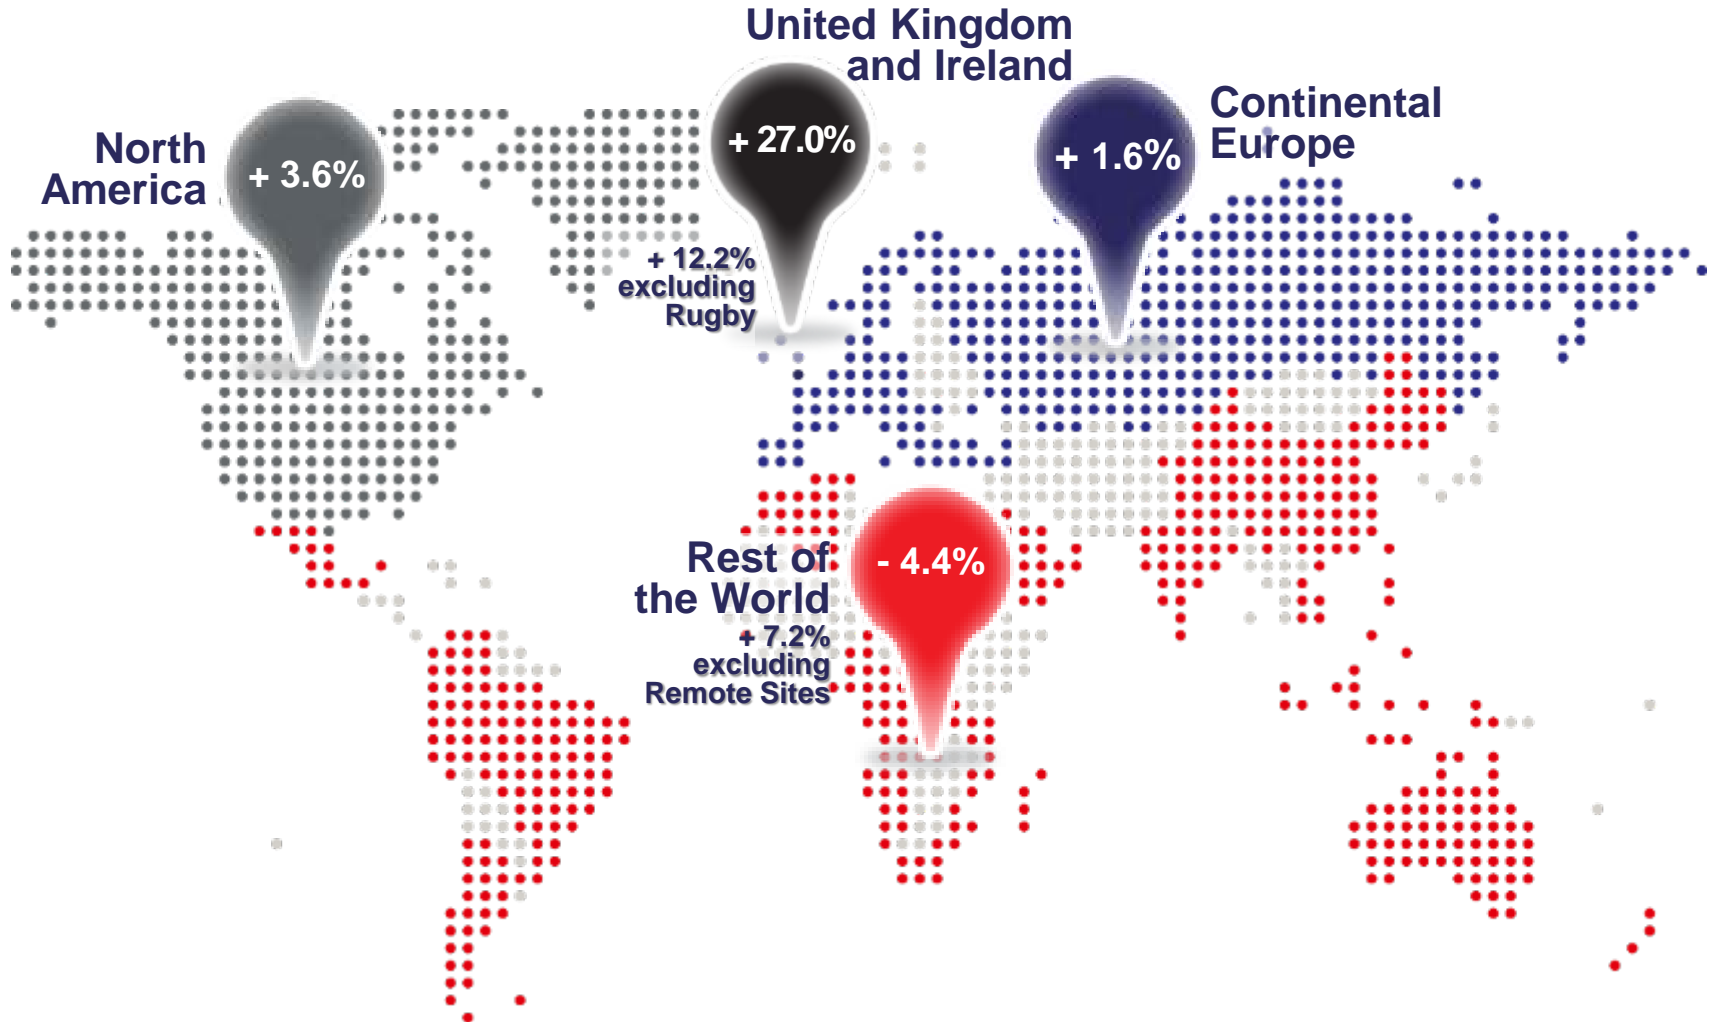 United Kingdom
and Ireland
+ 27.0%
+ 12.2%
excluding
Rugby
Continental
Europe
+ 1.6%
North
America
+ 3.6%
Rest of
the World
- 4.4%
+ 7.2%
excluding
Remote Sites